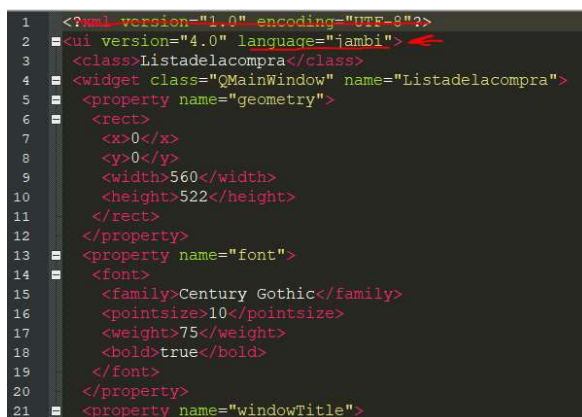 1 <?xml version="1.0" encoding="UTF-8"?>
2 <ui version="4.0" language="jambi">
3 <class>Listadelacompra</class>
4 <widget class="QMainWindow" name="Listadelacompra">
5 <property name="geometry">
6 <rect>
7 <x>0</x>
8 <y>0</y>
9 <width>560</width>
10 <height>522</height>
11 </rect>
12 </property>
13 <property name="font">
14 <font>
15 <family>Century Gothic</family>
16 <pointsize>10</pointsize>
17 <weight>75</weight>
18 <bold>true</bold>
19 </font>
20 </property>
21 <property name="windowTitle">